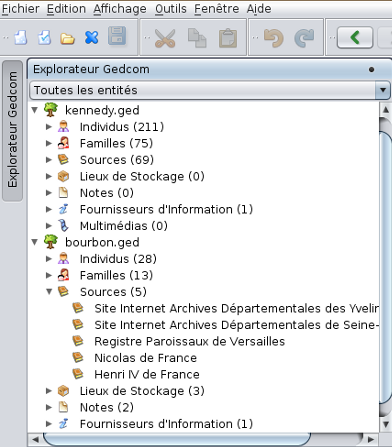 Fichier Edition Affichage Outils Fenêtre Aide
Explorateur Gedcom
Explorateur Gedcom
Toutes les entités
kennedy.ged
Individus (211)
Familles (75)
Sources (69)
Lieux de Stockage (0)
Notes (0)
Fournisseurs d'Information (1)
Multimédias (0)
bourbon.ged
Individus (28)
Familles (13)
Sources (5)
Site Internet Archives Départementales des Yvelin
Site Internet Archives Départementales de Seine-
Registre Paroissaux de Versailles
Nicolas de France
Henri IV de France
Lieux de Stockage (3)
Notes (2)
Fournisseurs d'Information (1)